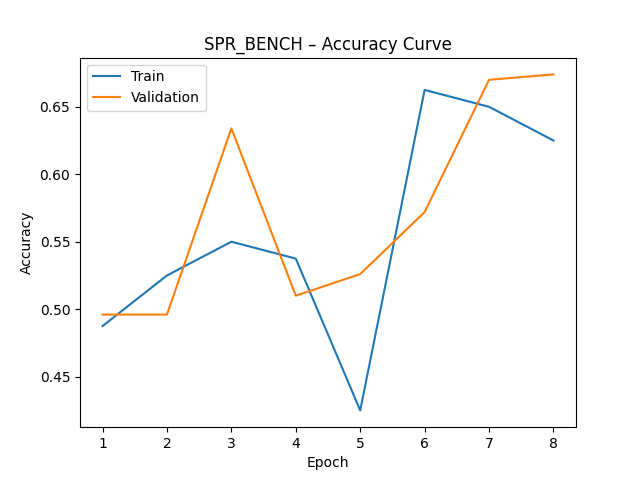 SPR_BENCH – Accuracy Curve
Train
Validation
0.65
0.60
0.55
0.50
0.45
Accuracy
1 2 3 4 5 6 7 8
Epoch